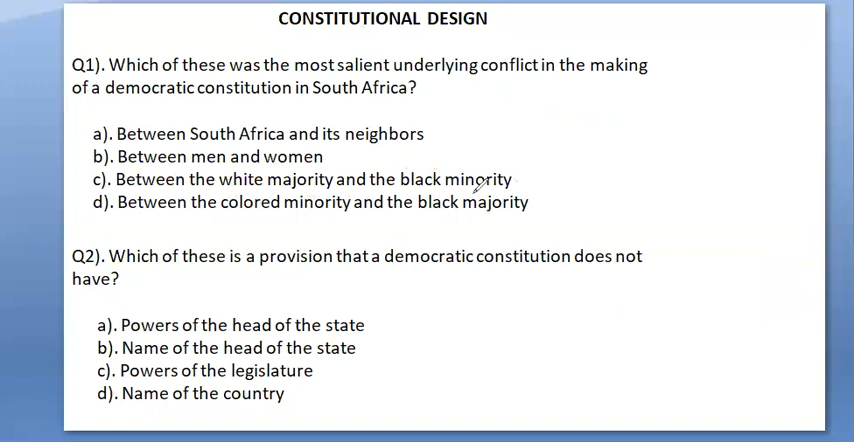 CONSTITUTIONAL DESIGN
Q1). Which of these was the most salient underlying conflict in the making
of a democratic constitution in South Africa?
a). Between South Africa and its neighbors
b). Between men and women
c). Between the white majority and the black minority
d). Between the colored minority and the black majority
Q2). Which of these is a provision that a democratic constitution does not
have?
a). Powers of the head of the state
b). Name of the head of the state
c). Powers of the legislature
d). Name of the country